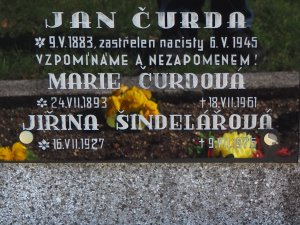 JAN ČURDA
*9.V.1883, zastřelen nacisty 6.V.1945
VZPOMÍNÁME A NEZAPOMENEM!
MARIE ČURDOVÁ
*24.VII.1893 +18.VII.1961
JIŘINA ŠINDELÁŘOVÁ
*16.VII.1927